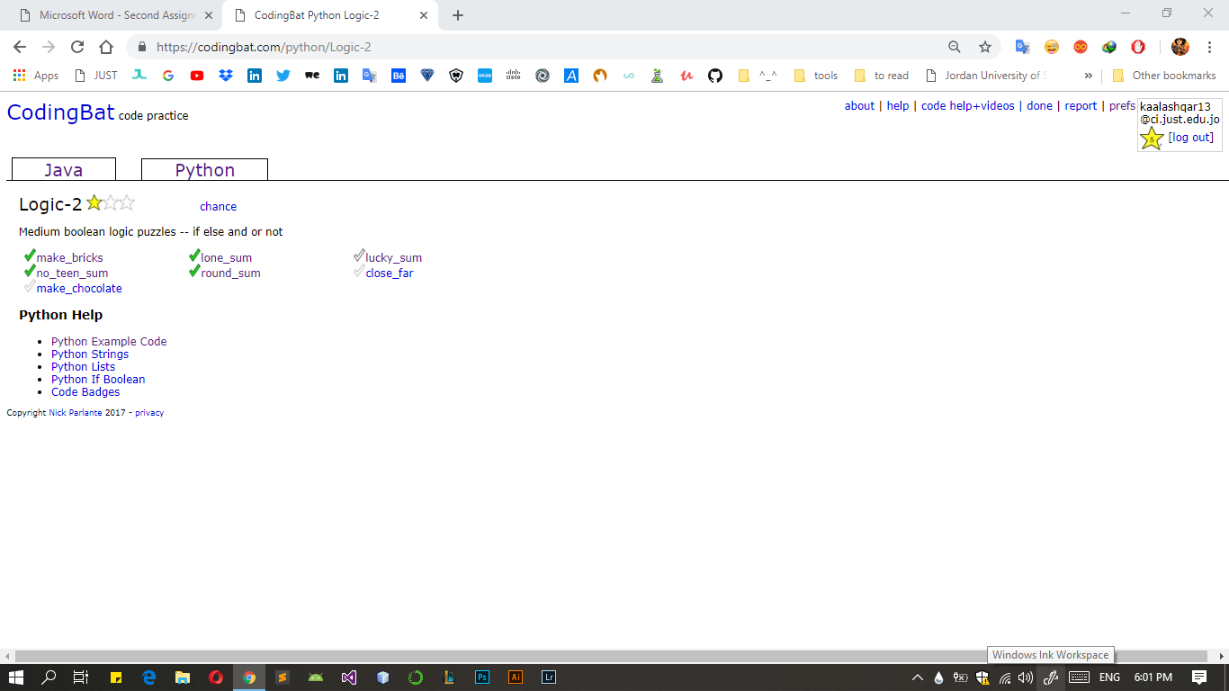 Microsoft Word - Second Assign
CodingBat Python Logic-2
https://codingbat.com/python/Logic-2
Apps
JUST
^_^
tools
to read
Jordan University of S
»
Other bookmarks
CodingBat code practice
about | help | code help+videos | done | report | prefs
kaalashqar13
@ci.just.edu.jo
[log out]
Java
Python
Logic-2
chance
Medium boolean logic puzzles -- if else and or not
make_bricks
lone_sum
lucky_sum
no_teen_sum
round_sum
close_far
make_chocolate
Python Help
Python Example Code
Python Strings
Python Lists
Python If Boolean
Code Badges
Copyright Nick Parlante 2017 - privacy
Windows Ink Workspace
ENG
6:01 PM